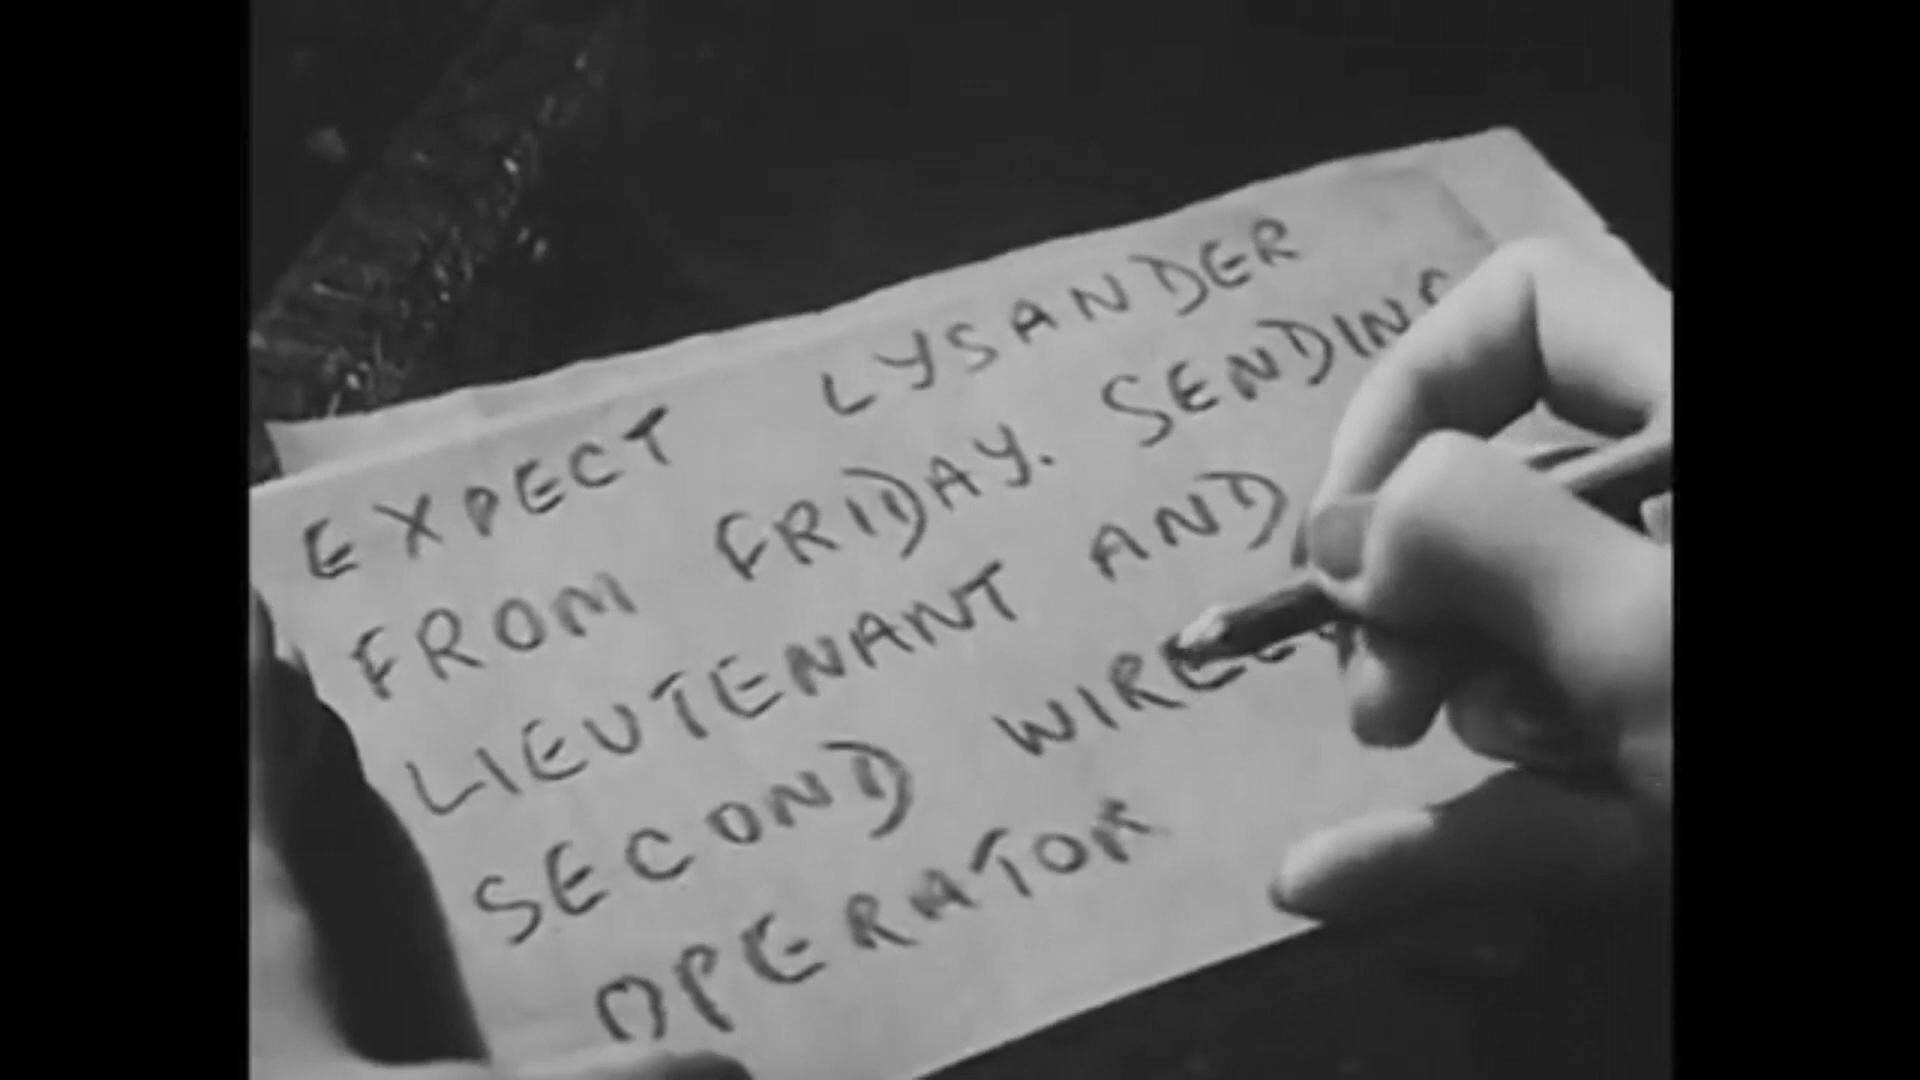 EXPECT LYSANDER
FROM FRIDAY. SENDING
LIEUTENANT AND
SECOND
OPERATOR